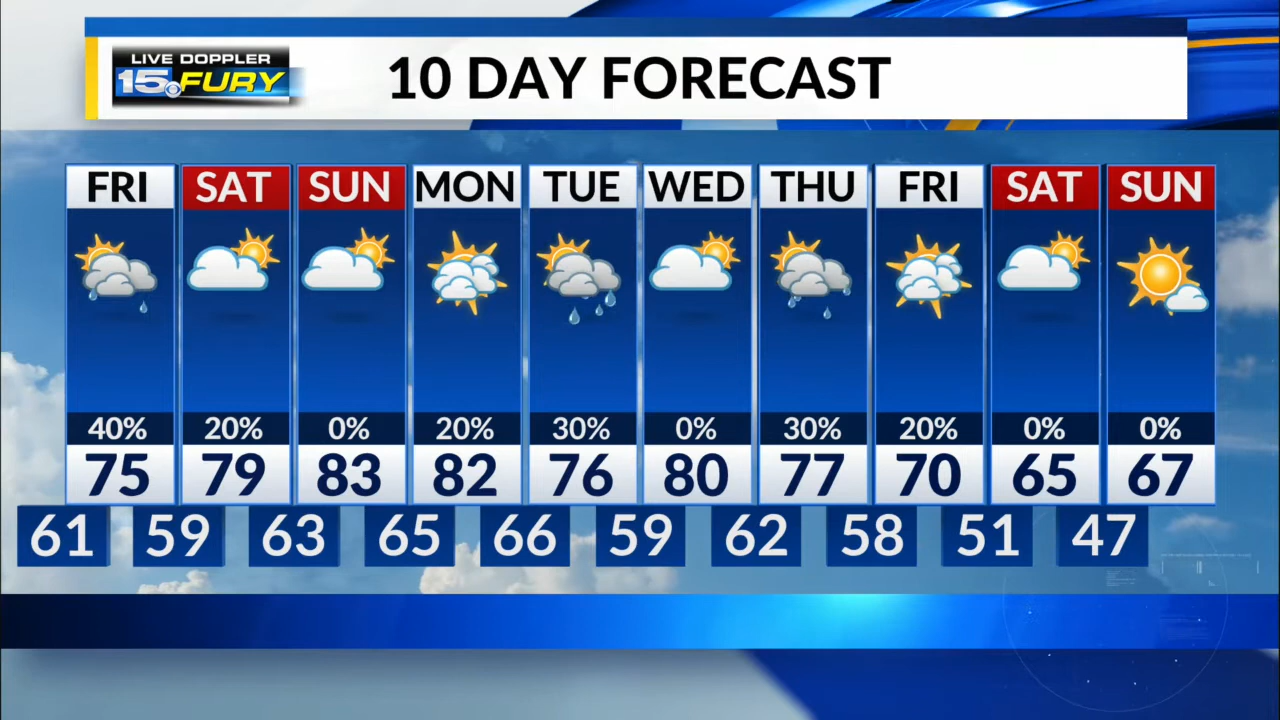 LIVE DOPPLER
15 FURY
10 DAY FORECAST
FRI SAT SUN MON TUE WED THU FRI SAT SUN
40% 20% 0% 20% 30% 0% 30% 20% 0% 0%
75 79 83 82 76 80 77 70 65 67
61 59 63 65 66 59 62 58 51 47